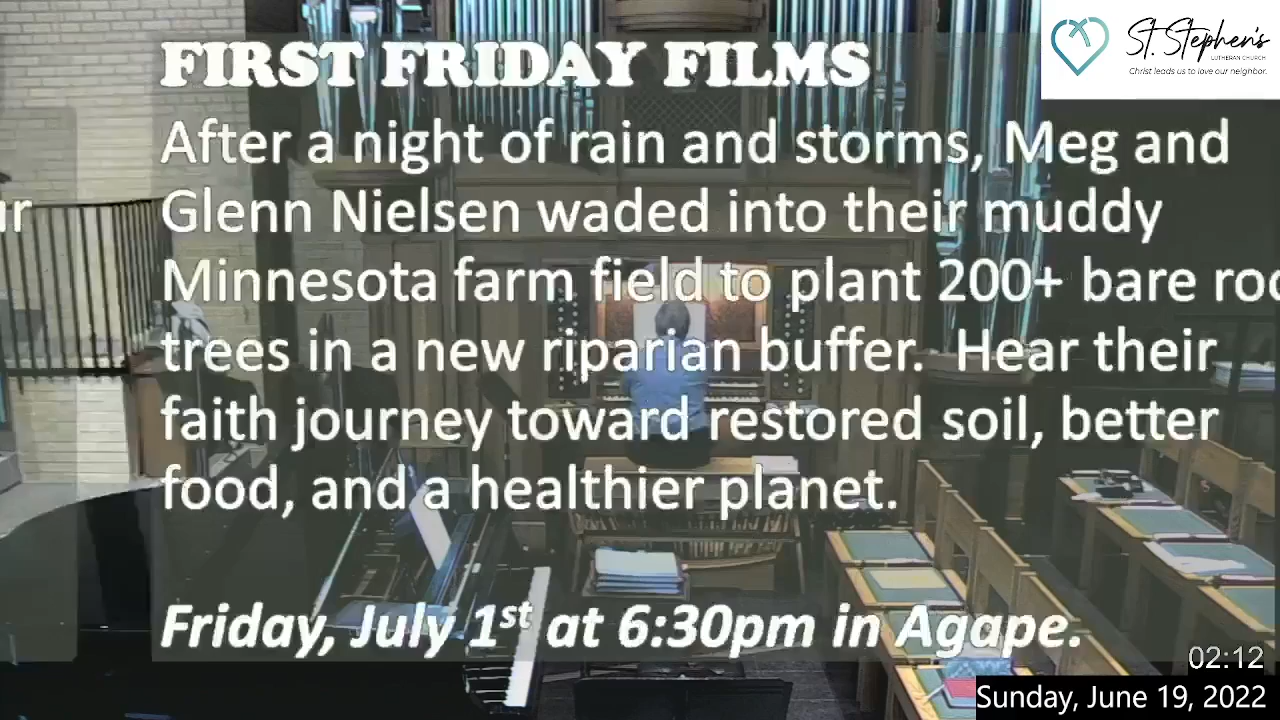 St. Stephen's
LUTHERAN CHURCH
Christ leads us to love our neighbor.
FIRST FRIDAY FILMS
After a night of rain and storms, Meg and
Glenn Nielsen waded into their muddy
Minnesota farm field to plant 200+ bare roo
trees in a new riparian buffer.  Hear their
faith journey toward restored soil, better
food, and a healthier planet.
Friday, July 1st at 6:30pm in Agape.
02:12
Sunday, June 19, 2022